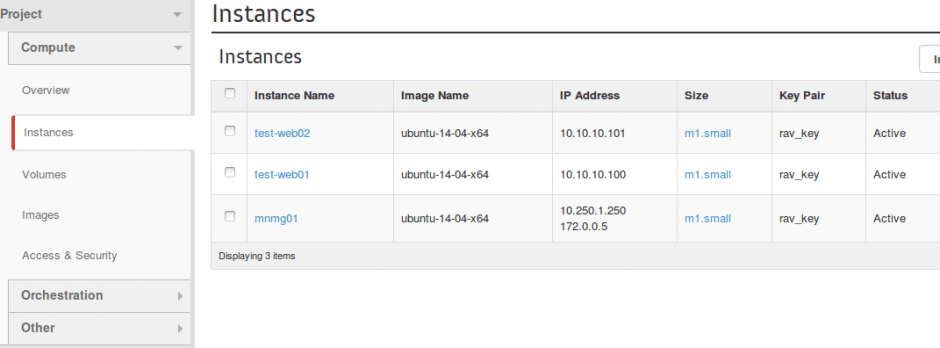 Project
Compute
Overview
Instances
Volumes
Images
Access & Security
Orchestration
Other
Instances
Instances
Instance Name Image Name IP Address Size Key Pair Status
test-web02 ubuntu-14-04-x64 10.10.10.101 m1.small rav_key Active
test-web01 ubuntu-14-04-x64 10.10.10.100 m1.small rav_key Active
mnmg01 ubuntu-14-04-x64 10.250.1.250 m1.small rav_key Active
172.0.0.5
Displaying 3 items